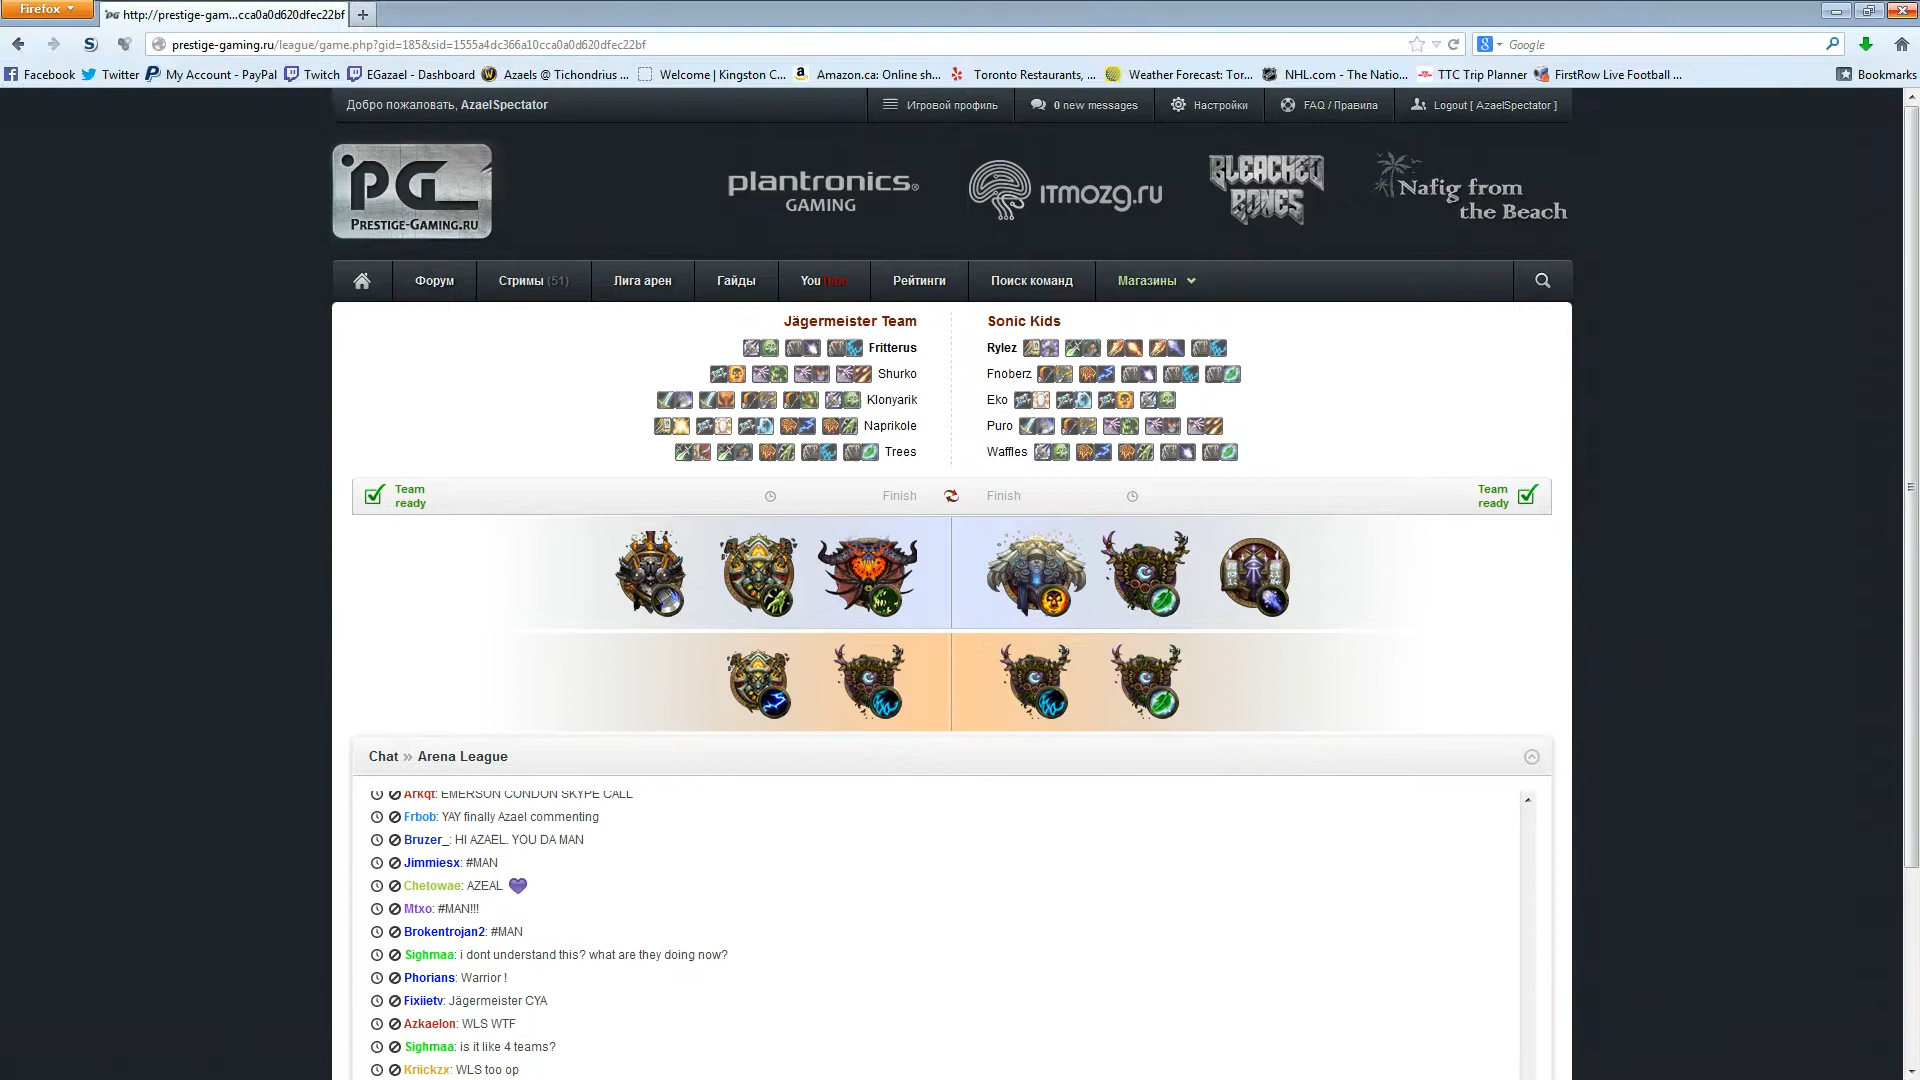 Firefox
http://prestige-gam...cca0a0d620dfec22bf
prestige-gaming.ru/league/game.php?gid=185&sid=1555a4dc366a10cca0a0d620dfec22bf
Google
Facebook Twitter My Account - PayPal Twitch EGazael - Dashboard Azaels @ Tichondrius ... Welcome | Kingston C... Amazon.ca: Online sh... Toronto Restaurants, ... Weather Forecast: Tor... NHL.com - The Natio... TTC Trip Planner FirstRow Live Football ... Bookmarks
Добро пожаловать, AzaelSpectator Игровой профиль 0 new messages Настройки FAQ / Правила Logout [ AzaelSpectator ]
PG
PRESTIGE-GAMING.RU
plantronics®
GAMING
ITMOZG.RU
BLEACHED
BONES
Nafig from
the Beach
Форум Стримы (51) Лига арен Гайды YouTube Рейтинги Поиск команд Магазины
Jägermeister Team Sonic Kids
Fritterus Rylez
Shurko Fnoberz
Klonyarik Eko
Naprikole Puro
Trees Waffles
Team
ready
Finish Finish
Team
ready
Chat » Arena League
Arkqt: EMERSON CONDON SKYPE CALL
Frbob: YAY finally Azael commenting
Bruzer_: HI AZAEL. YOU DA MAN
Jimmiesx: #MAN
Chetowae: AZEAL
Mtxo: #MAN!!!
Brokentrojan2: #MAN
Sighmaa: i dont understand this? what are they doing now?
Phorians: Warrior !
Fixiietv: Jägermeister CYA
Azkaelon: WLS WTF
Sighmaa: is it like 4 teams?
Kriickzx: WLS too op